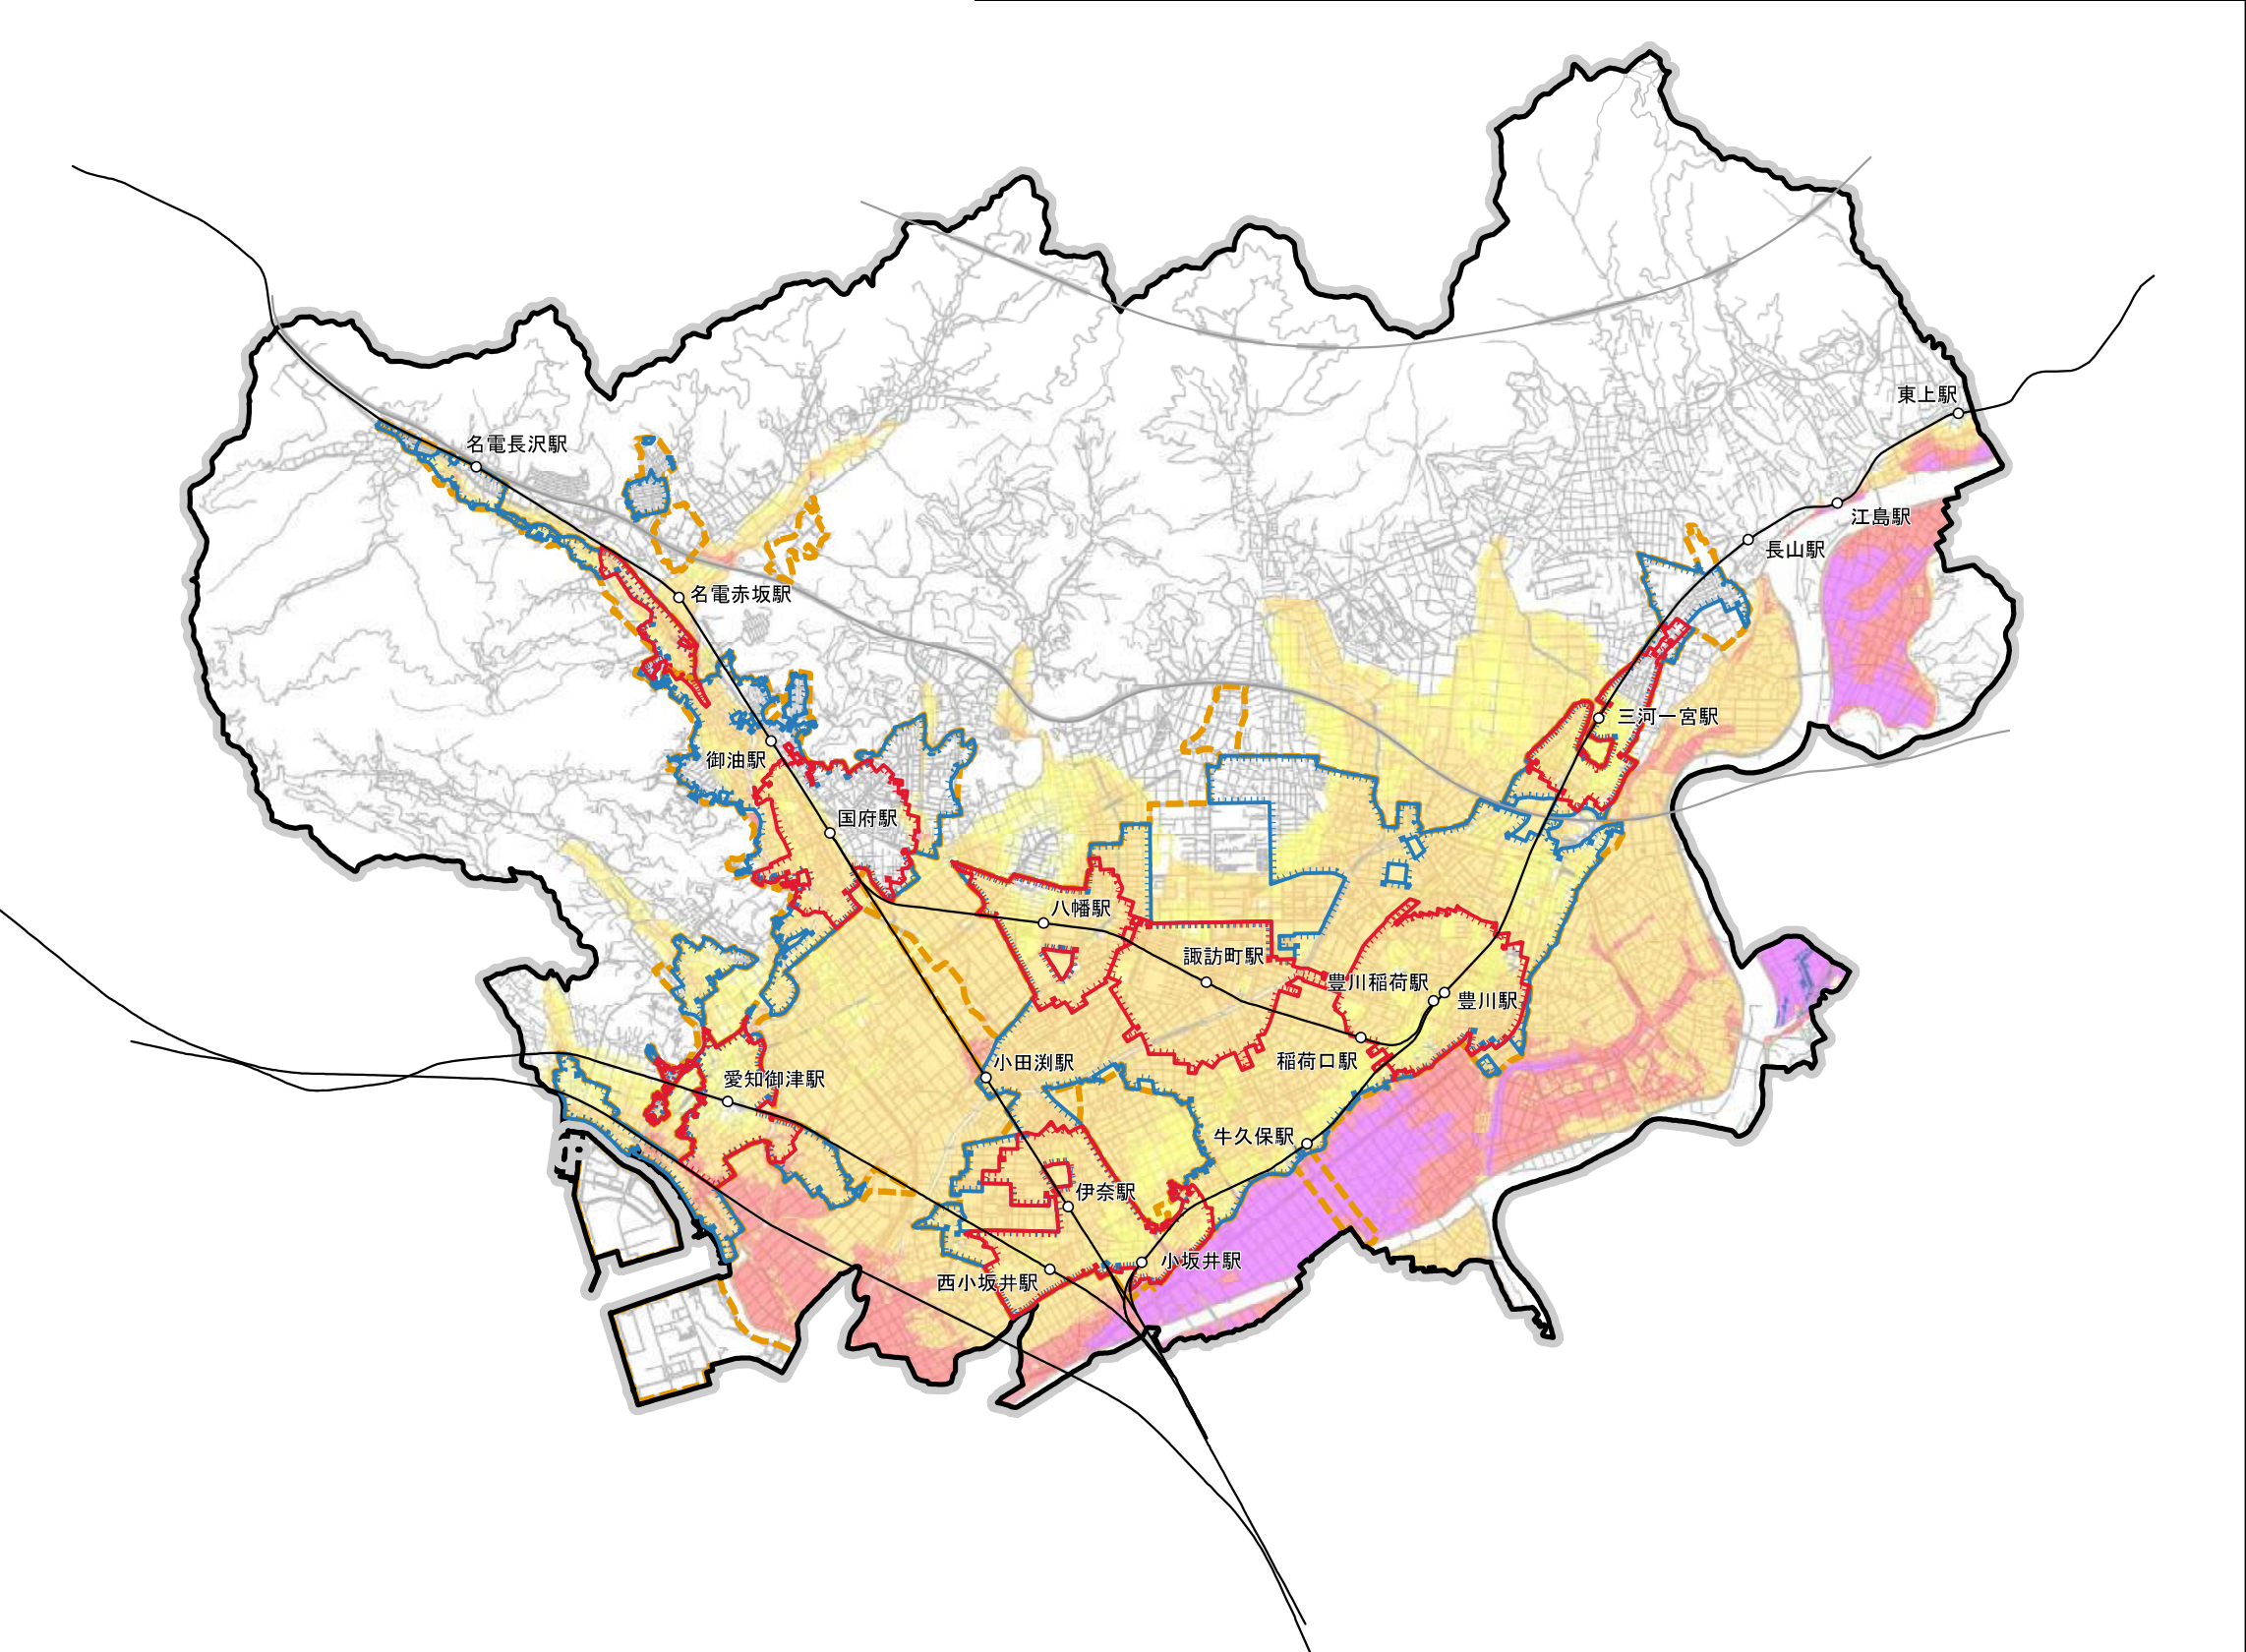 東上駅
名電長沢駅
江島駅
長山駅
名電赤坂駅
三河一宮駅
御油駅
国府駅
八幡駅
諏訪町駅
豊川稲荷駅
豊川駅
小田渕駅
稲荷口駅
愛知御津駅
牛久保駅
伊奈駅
小坂井駅
西小坂井駅